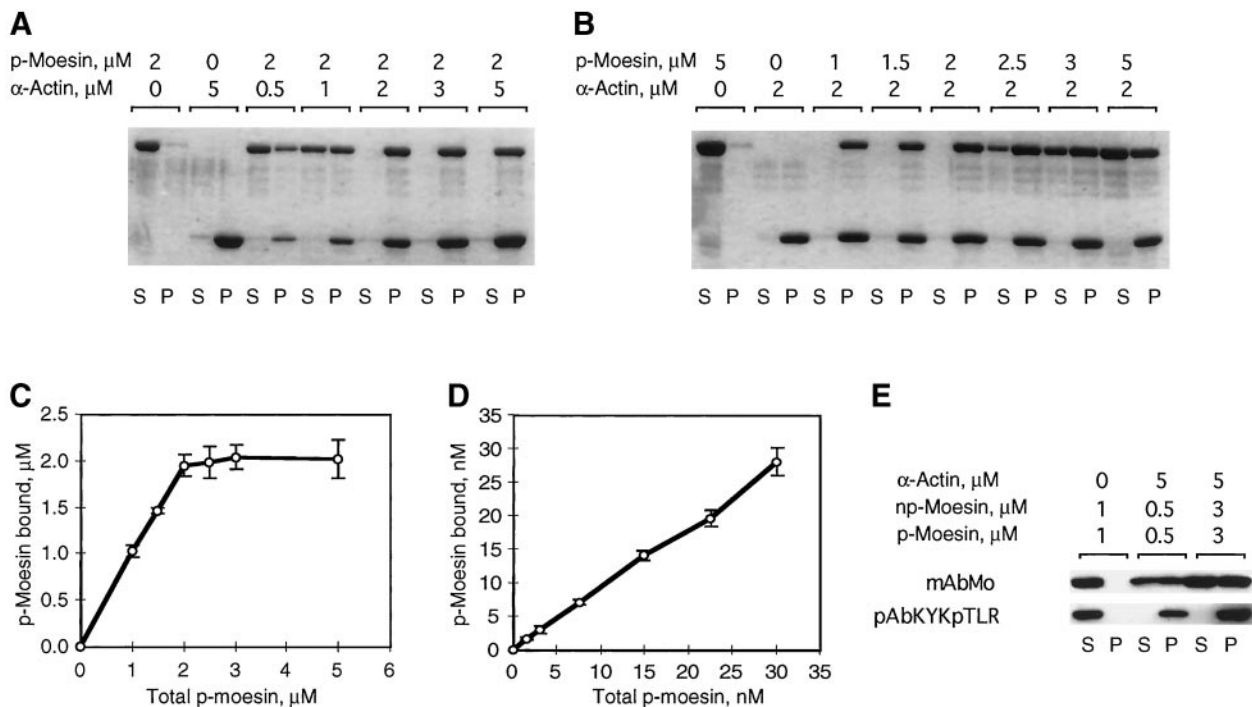 A
p-Moesin, μM 2 0 2 2 2 2 2
α-Actin, μM 0 5 0.5 1 2 3 5
S P S P S P S P S P S P S P
B
p-Moesin, μM 5 0 1 1.5 2 2.5 3 5
α-Actin, μM 0 2 2 2 2 2 2 2
S P S P S P S P S P S P S P S P
C
p-Moesin bound, μM
2.5
2.0
1.5
1.0
0.5
0.0
0 1 2 3 4 5 6
Total p-moesin, μM
D
p-Moesin bound, nM
35
30
25
20
15
10
5
0
0 5 10 15 20 25 30 35
Total p-moesin, nM
E
α-Actin, μM 0 5 5
np-Moesin, μM 1 0.5 3
p-Moesin, μM 1 0.5 3
mAbMo
pAbKYKpTLR
S P S P S P